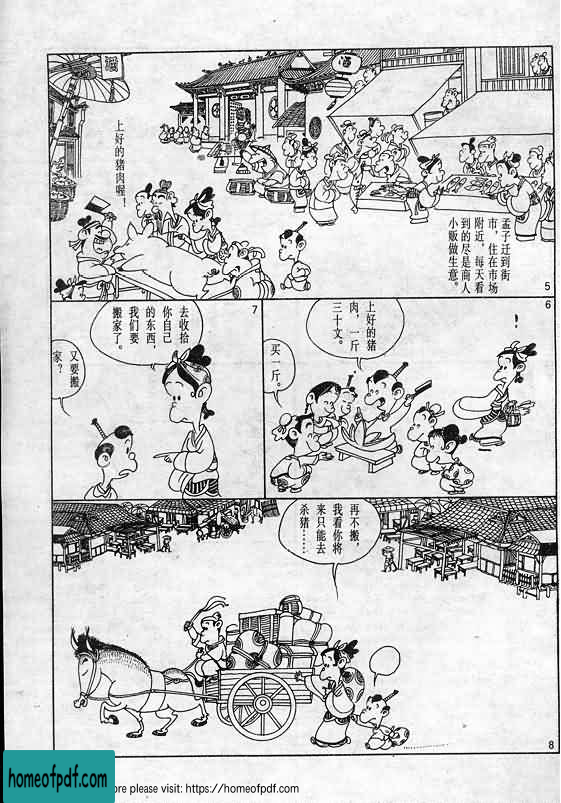 酒
酒
上好的猪肉喔！
孟子迁到街
市，住在市场
附近，每天看
到的尽是商人
小贩做生意。
5
6
上好的猪
肉，一斤
三十文。
买一斤。
！
7
去收拾
你自己
的东西，
我们要
搬家了。
又要搬
家？
再不搬，
我看你将
来只能去
杀猪……
8
homeofpdf.com
ore please visit: https://homeofpdf.com